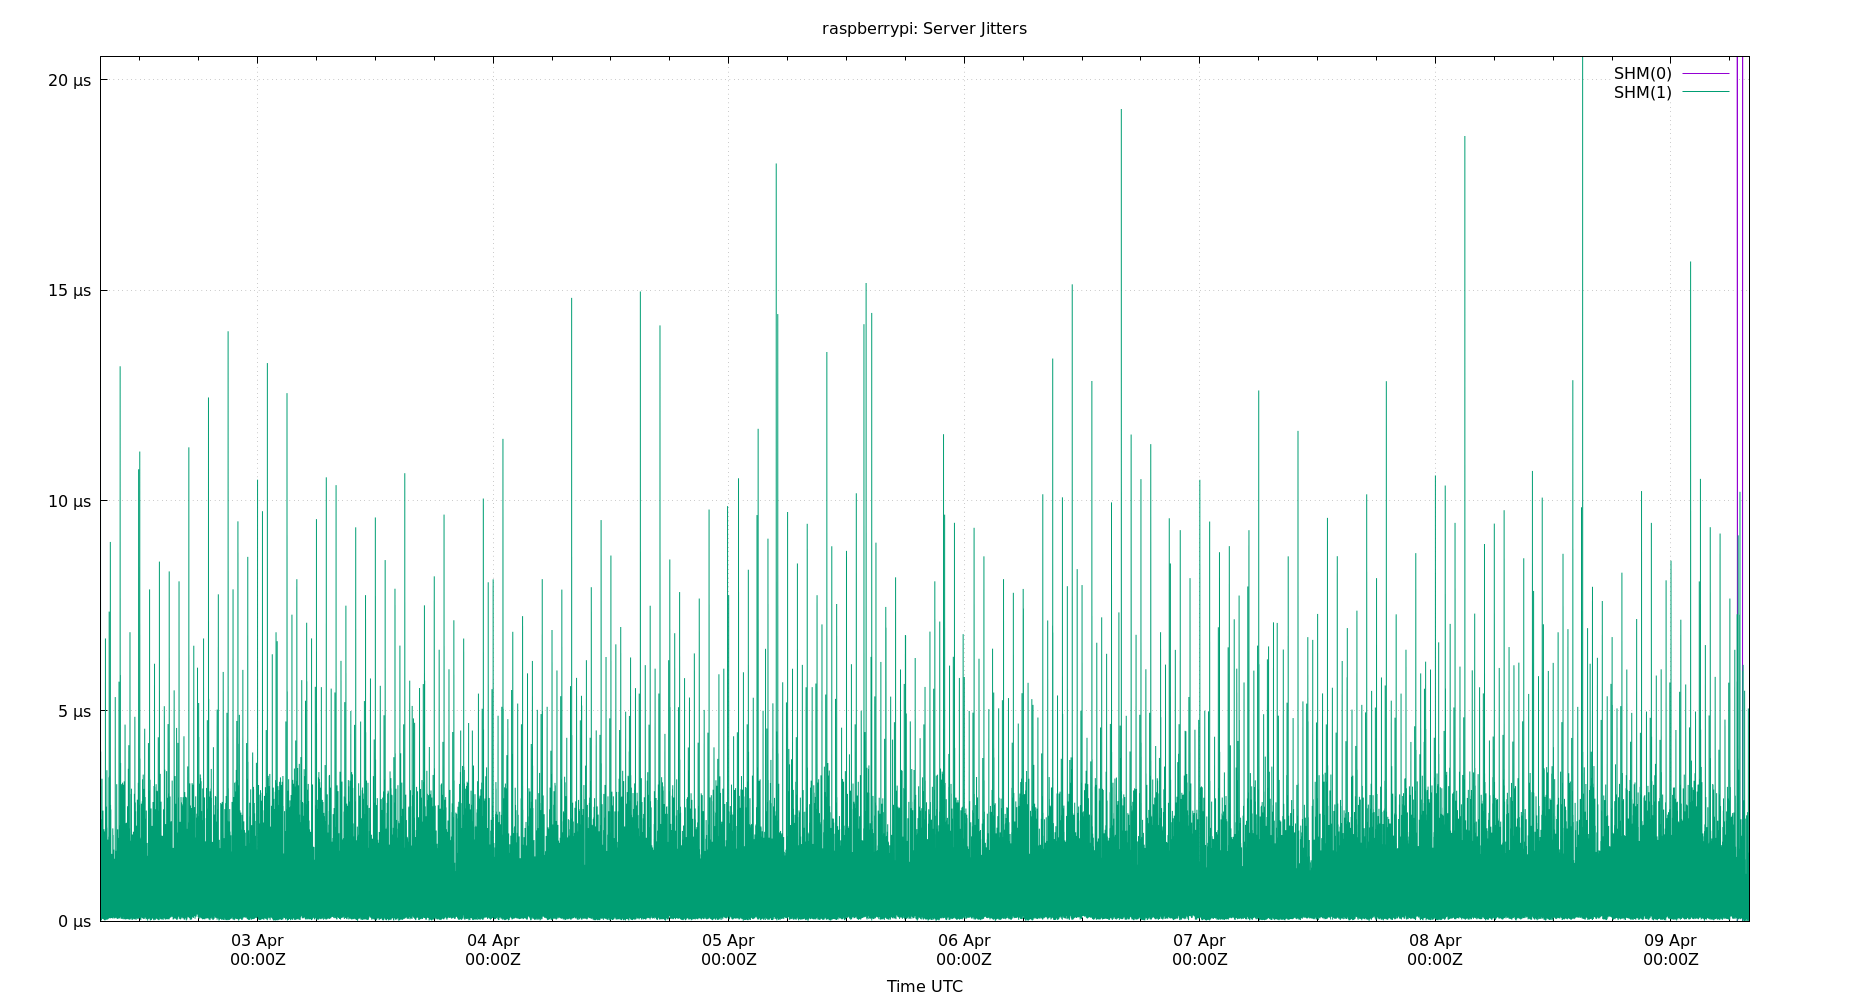 raspberrypi: Server Jitters
SHM(0)
SHM(1)
20 µs
15 µs
10 µs
5 µs
0 µs
03 Apr 04 Apr 05 Apr 06 Apr 07 Apr 08 Apr 09 Apr
00:00Z 00:00Z 00:00Z 00:00Z 00:00Z 00:00Z 00:00Z
Time UTC